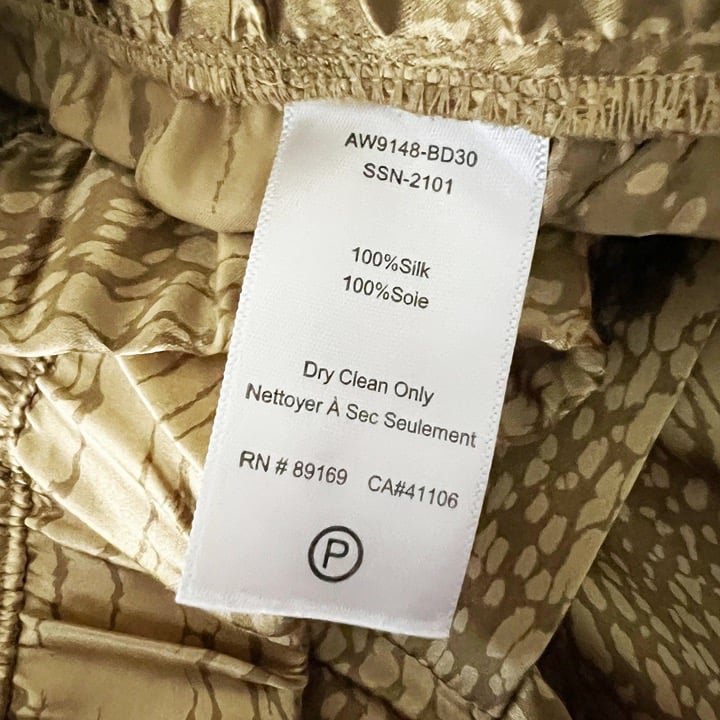 AW9148-BD30
SSN-2101
100%Silk
100%Soie
Dry Clean Only
Nettoyer À Sec Seulement
RN # 89169 CA#41106
P